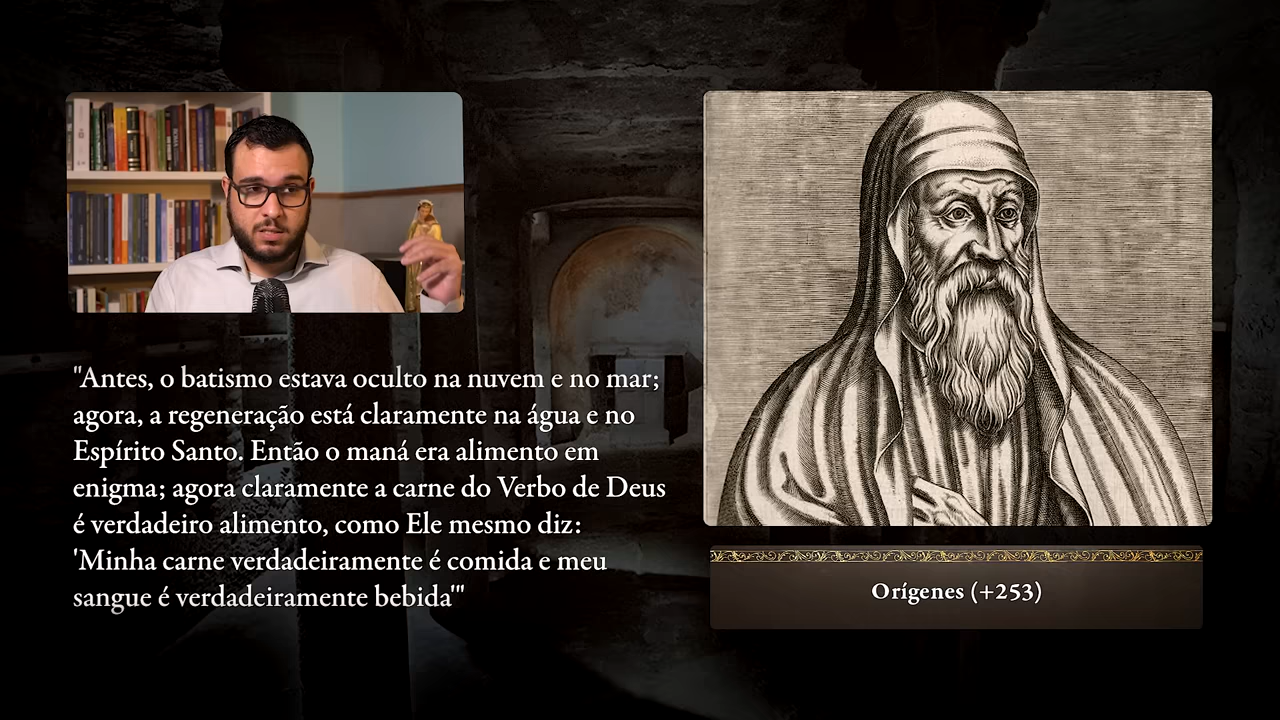 "Antes, o batismo estava oculto na nuvem e no mar;
agora, a regeneração está claramente na água e no
Espírito Santo. Então o maná era alimento em
enigma; agora claramente a carne do Verbo de Deus
é verdadeiro alimento, como Ele mesmo diz:
'Minha carne verdadeiramente é comida e meu
sangue é verdadeiramente bebida'"
Orígenes (+253)